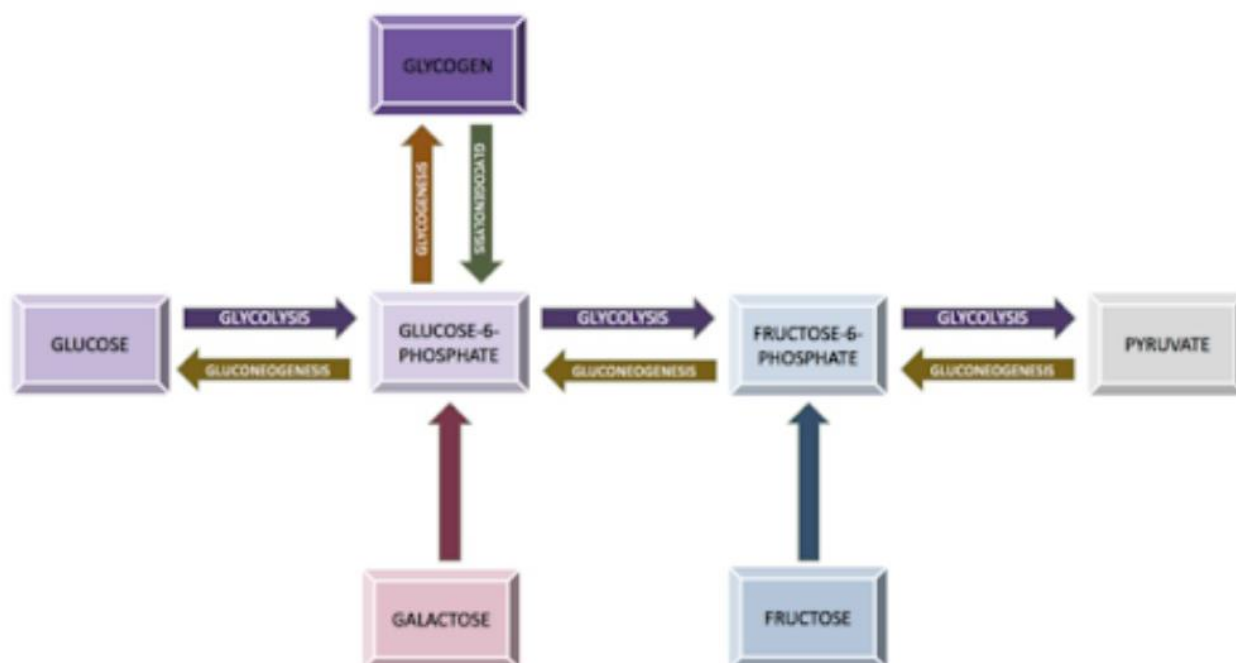 GLYCOGEN
GLYCOGENESIS
GLYCOGENOLYSIS
GLUCOSE
GLYCOLYSIS
GLUCONEOGENESIS
GLUCOSE-6-
PHOSPHATE
GLYCOLYSIS
GLUCONEOGENESIS
FRUCTOSE-6-
PHOSPHATE
GLYCOLYSIS
GLUCONEOGENESIS
PYRUVATE
GALACTOSE
FRUCTOSE